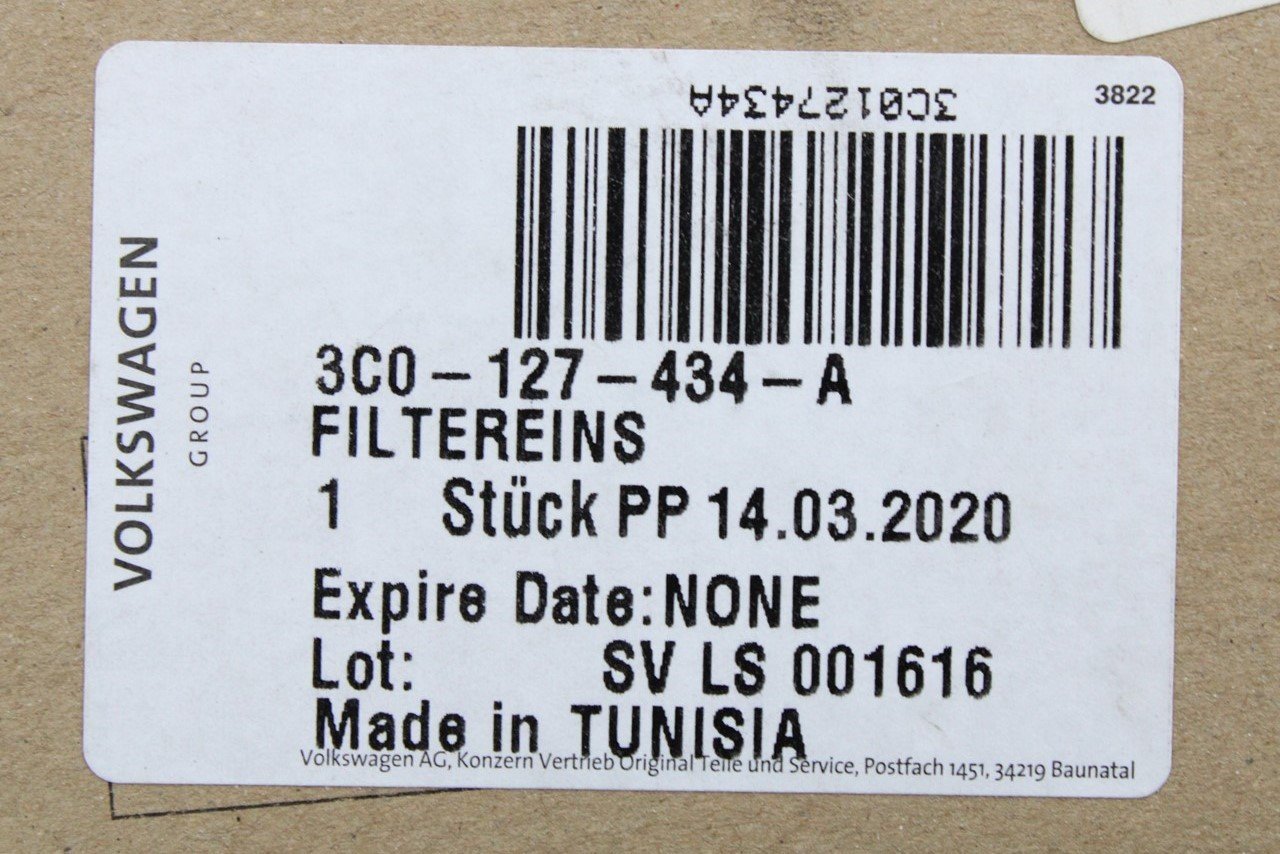 3822
3C0127434A
VOLKSWAGEN
GROUP
3C0-127-434-A
FILTEREINS
1 Stück PP 14.03.2020
Expire Date:NONE
Lot: SV LS 001616
Made in TUNISIA
Volkswagen AG, Konzern Vertrieb Original Teile und Service, Postfach 1451, 34219 Baunatal